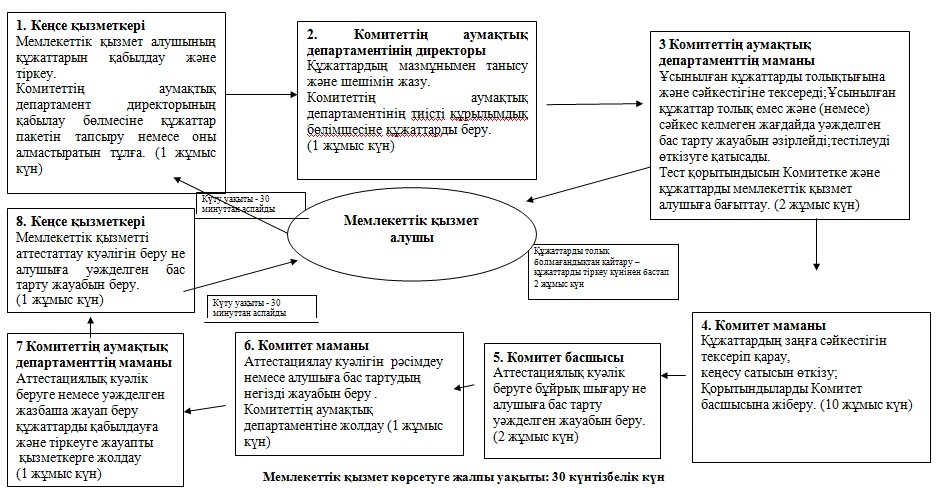 1. Кеңсе қызметкері
Мемлекеттік қызмет алушының
құжаттарын қабылдау және
тіркеу.
Комитеттің аумақтық
департамент директорының
қабылау бөлмесіне құжаттар
пакетін тапсыру немесе оны
алмастыратын тұлға. (1 жұмыс
күн)
2. Комитеттің аумақтық
департаментінің директоры
Құжаттардың мазмұнымен танысу
және шешімін жазу.
Комитеттің аумақтық
департаментінің тиісті құрылымдық
бөлімшесіне құжаттарды беру.
(1 жұмыс күн)
3 Комитеттің аумақтық
департаменттің маманы
Ұсынылған құжаттарды толықтығына
және сәйкестігіне тексереді;Ұсынылған
құжаттар толық емес және (немесе)
сәйкес келмеген жағдайда уәжделген
бас тарту жауабын әзірлейді;тестілеуді
өткізуге қатысады.
Тест қорытындысын Комитетке және
құжаттарды мемлекеттік қызмет
алушыға бағыттау. (2 жұмыс күн)
Күту уақыты - 30
минуттан аспайды
Мемлекеттік қызмет
алушы
8. Кеңсе қызметкері
Мемлекеттік қызметті
аттестаттау куәлігін беру не
алушыға уәжделген бас
тарту жауабын беру.
(1 жұмыс күн)
Құжаттарды толық
болмағандықтан қайтару –
құжаттарды тіркеу күнінен бастап
2 жұмыс күн
Күту уақыты - 30
минуттан аспайды
7 Комитеттің аумақтық
департаменттің маманы
Аттестациялық куәлік
беруге немесе уәжделген
жазбаша жауап беру
құжаттарды қабылдауға
және тіркеуге жауапты
қызметкерге жолдау
(1 жұмыс күн)
6. Комитет маманы
Аттестациялау куәлігін рәсімдеу
немесе алушыға бас тартудың
негізді жауабын беру .
Комитеттің аумақтық
департаментіне жолдау (1 жұмыс
күн)
5. Комитет басшысы
Аттестациялық куәлік
беруге бұйрық шығару не
алушыға бас тарту
уәжделген жауабын беру.
(2 жұмыс күн)
4. Комитет маманы
Құжаттардың заңға сәйкестігін
тексеріп қарау,
кеңесу сатысын өткізу;
Қорытындыларды Комитет
басшысына жіберу. (10 жұмыс күн)
Мемлекеттік қызмет көрсетуге жалпы уақыты: 30 күнтізбелік күн